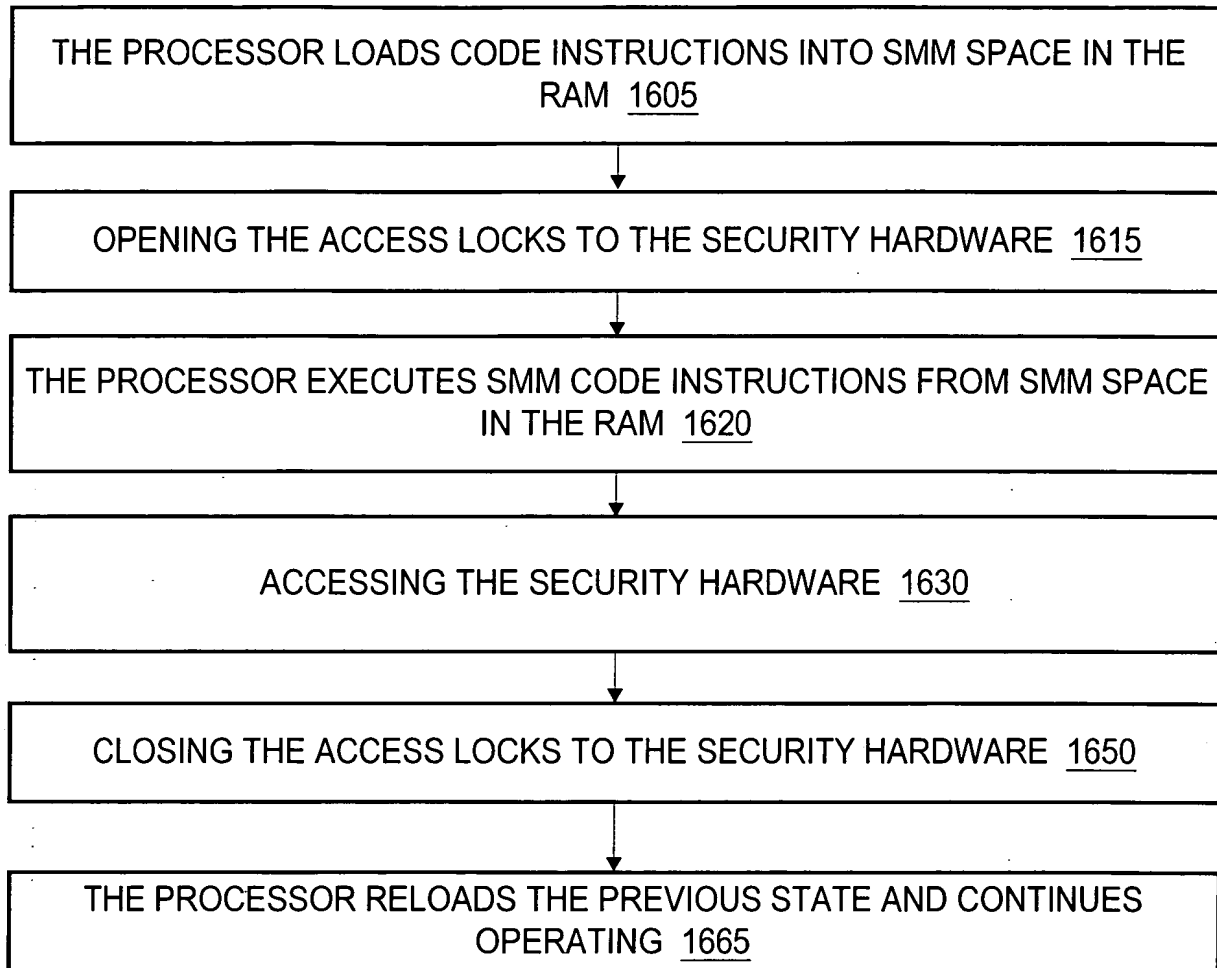 THE PROCESSOR LOADS CODE INSTRUCTIONS INTO SMM SPACE IN THE
RAM 1605
OPENING THE ACCESS LOCKS TO THE SECURITY HARDWARE 1615
THE PROCESSOR EXECUTES SMM CODE INSTRUCTIONS FROM SMM SPACE
IN THE RAM 1620
ACCESSING THE SECURITY HARDWARE 1630
CLOSING THE ACCESS LOCKS TO THE SECURITY HARDWARE 1650
THE PROCESSOR RELOADS THE PREVIOUS STATE AND CONTINUES
OPERATING 1665